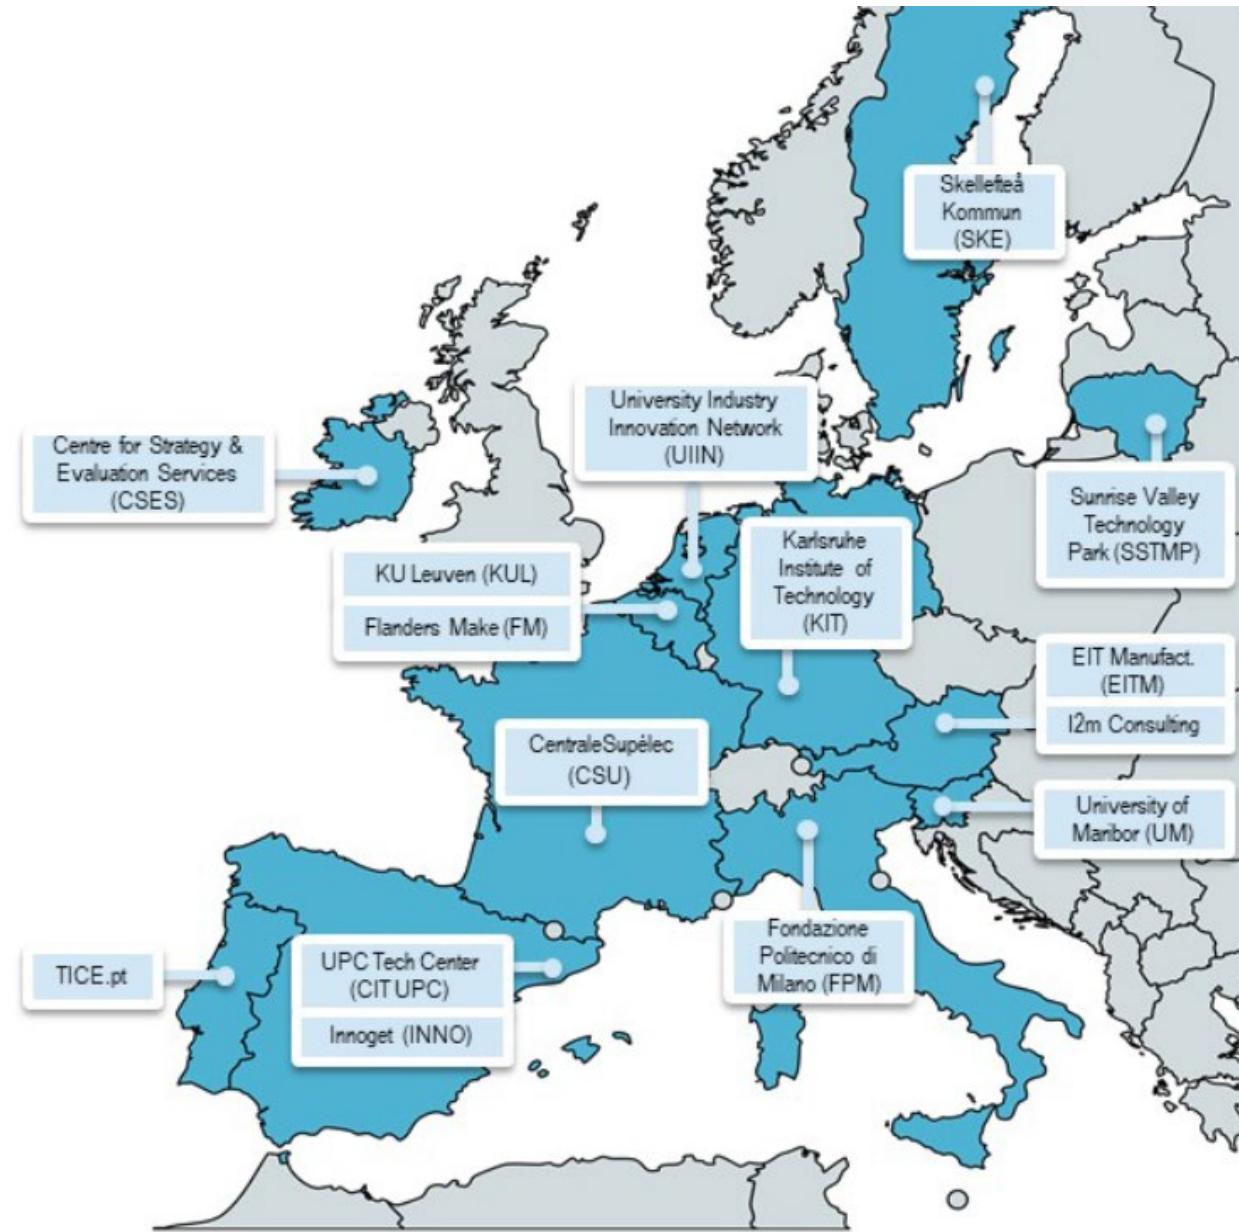 Skellefteå
Kommun
(SKE)
University Industry
Innovation Network
(UIIN)
Centre for Strategy &
Evaluation Services
(CSES)
Sunrise Valley
Technology
Park (SSTMP)
Karlsruhe
Institute of
Technology
(KIT)
KU Leuven (KUL)
Flanders Make (FM)
EIT Manufact.
(EITM)
I2m Consulting
CentraleSupélec
(CSU)
University of
Maribor (UM)
Fondazione
Politecnico di
Milano (FPM)
TICE.pt
UPC Tech Center
(CIT UPC)
Innoget (INNO)